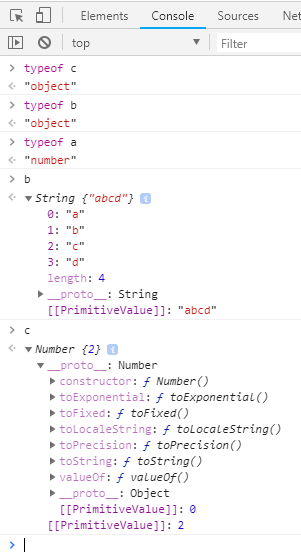 Elements Console Sources Net
top Filter
> typeof c
< "object"
> typeof b
< "object"
> typeof a
< "number"
> b
< ▼ String {"abcd"} i
0: "a"
1: "b"
2: "c"
3: "d"
length: 4
▶ __proto__: String
[[PrimitiveValue]]: "abcd"
> c
< ▼ Number {2} i
▼ __proto__: Number
▶ constructor: ƒ Number()
▶ toExponential: ƒ toExponential()
▶ toFixed: ƒ toFixed()
▶ toLocaleString: ƒ toLocaleString()
▶ toPrecision: ƒ toPrecision()
▶ toString: ƒ toString()
▶ valueOf: ƒ valueOf()
▶ __proto__: Object
[[PrimitiveValue]]: 0
[[PrimitiveValue]]: 2
>